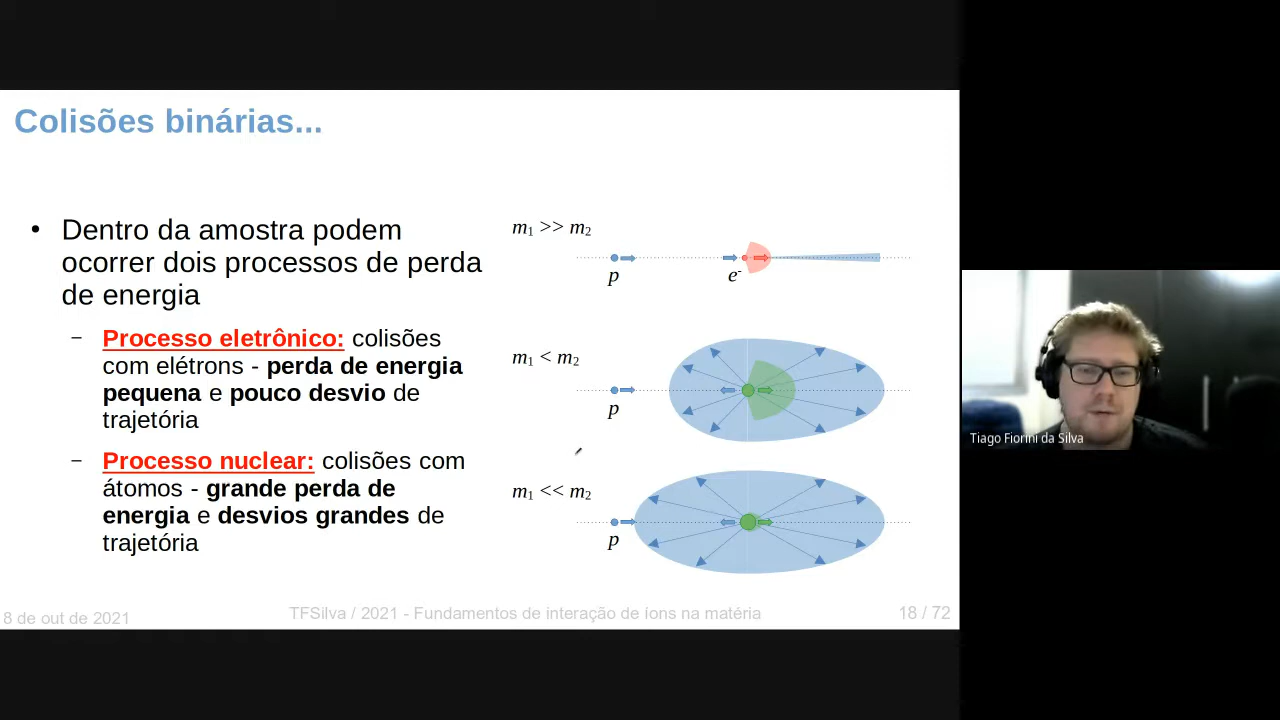 Colisões binárias...
• Dentro da amostra podem
ocorrer dois processos de perda
de energia
– Processo eletrônico: colisões
com elétrons - perda de energia
pequena e pouco desvio de
trajetória
– Processo nuclear: colisões com
átomos - grande perda de
energia e desvios grandes de
trajetória
m₁ >> m₂
p
e⁻
m₁ < m₂
p
m₁ << m₂
p
8 de out de 2021
TFSilva / 2021 - Fundamentos de interação de íons na matéria
18 / 72
Tiago Fiorini da Silva